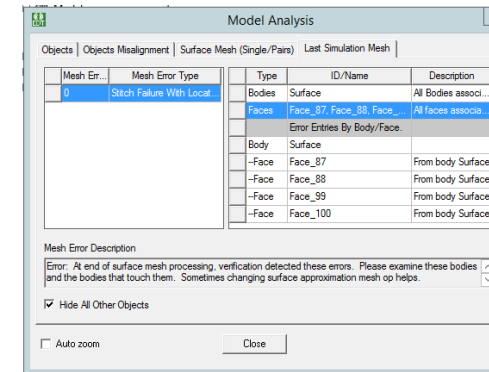 Model Analysis
Objects
Objects Misalignment
Surface Mesh (Single/Pairs)
Last Simulation Mesh
Mesh Err...
Mesh Error Type
0
Stitch Failure With Locat...
Type
ID/Name
Description
Bodies
Surface
All Bodies associ...
Faces
Face_87, Face_88, Face_...
All faces associa...
Error Entries By Body/Face.
Body
Surface
--Face
Face_87
From body Surface
--Face
Face_88
From body Surface
--Face
Face_99
From body Surface
--Face
Face_100
From body Surface
Mesh Error Description
Error: At end of surface mesh processing, verification detected these errors. Please examine these bodies
and the bodies that touch them. Sometimes changing surface approximation mesh op helps.
Hide All Other Objects
Auto zoom
Close